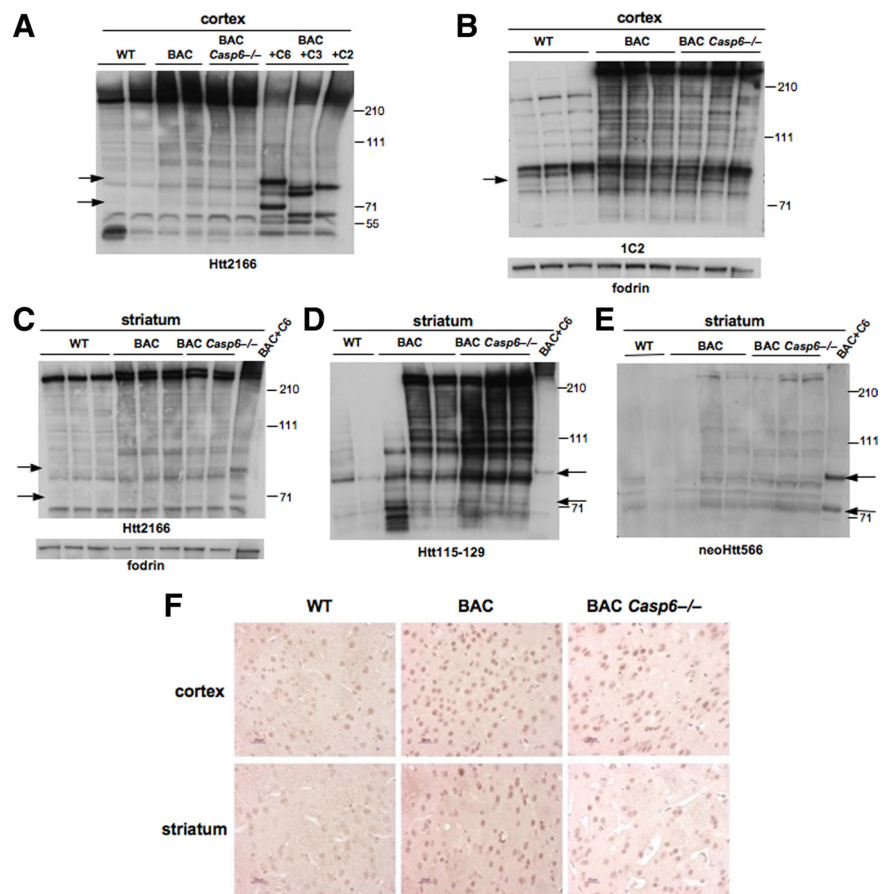 A
cortex
WT BAC BAC Casp6–/– +C6 BAC +C3 +C2
210
111
71
55
Htt2166
B
cortex
WT BAC BAC Casp6–/–
210
111
71
1C2
fodrin
C
striatum
WT BAC BAC Casp6–/– BAC+C6
210
111
71
Htt2166
fodrin
D
striatum
WT BAC BAC Casp6–/– BAC+C6
210
111
71
Htt115-129
E
striatum
WT BAC BAC Casp6–/– BAC+C6
210
111
71
neoHtt566
F
WT BAC BAC Casp6–/–
cortex
striatum